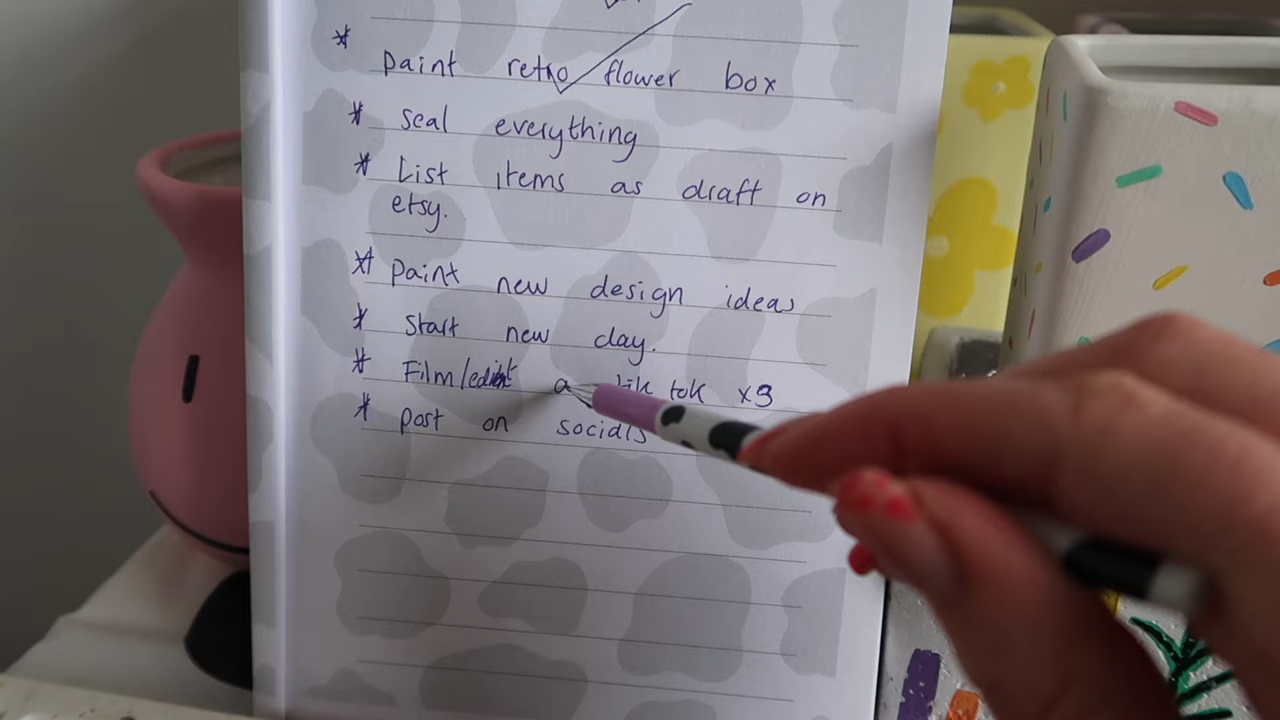 * Paint retro flower box
* seal everything
* List items as draft on
etsy.
* Paint new design ideas
* Start new clay.
* Film/edit a tik tok x3
* post on socials